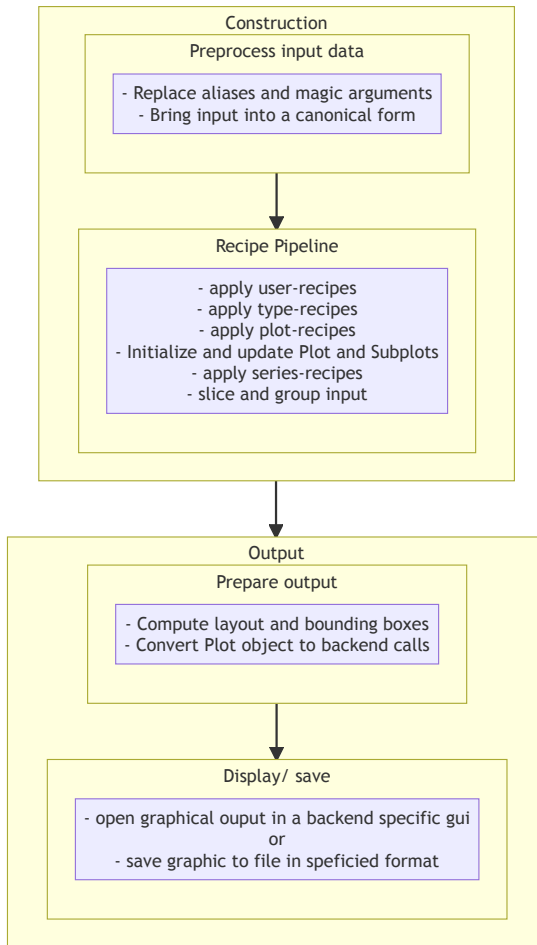 Construction
Preprocess input data
- Replace aliases and magic arguments
- Bring input into a canonical form
Recipe Pipeline
- apply user-recipes
- apply type-recipes
- apply plot-recipes
- Initialize and update Plot and Subplots
- apply series-recipes
- slice and group input
Output
Prepare output
- Compute layout and bounding boxes
- Convert Plot object to backend calls
Display/ save
- open graphical ouput in a backend specific gui
or
- save graphic to file in speficied format